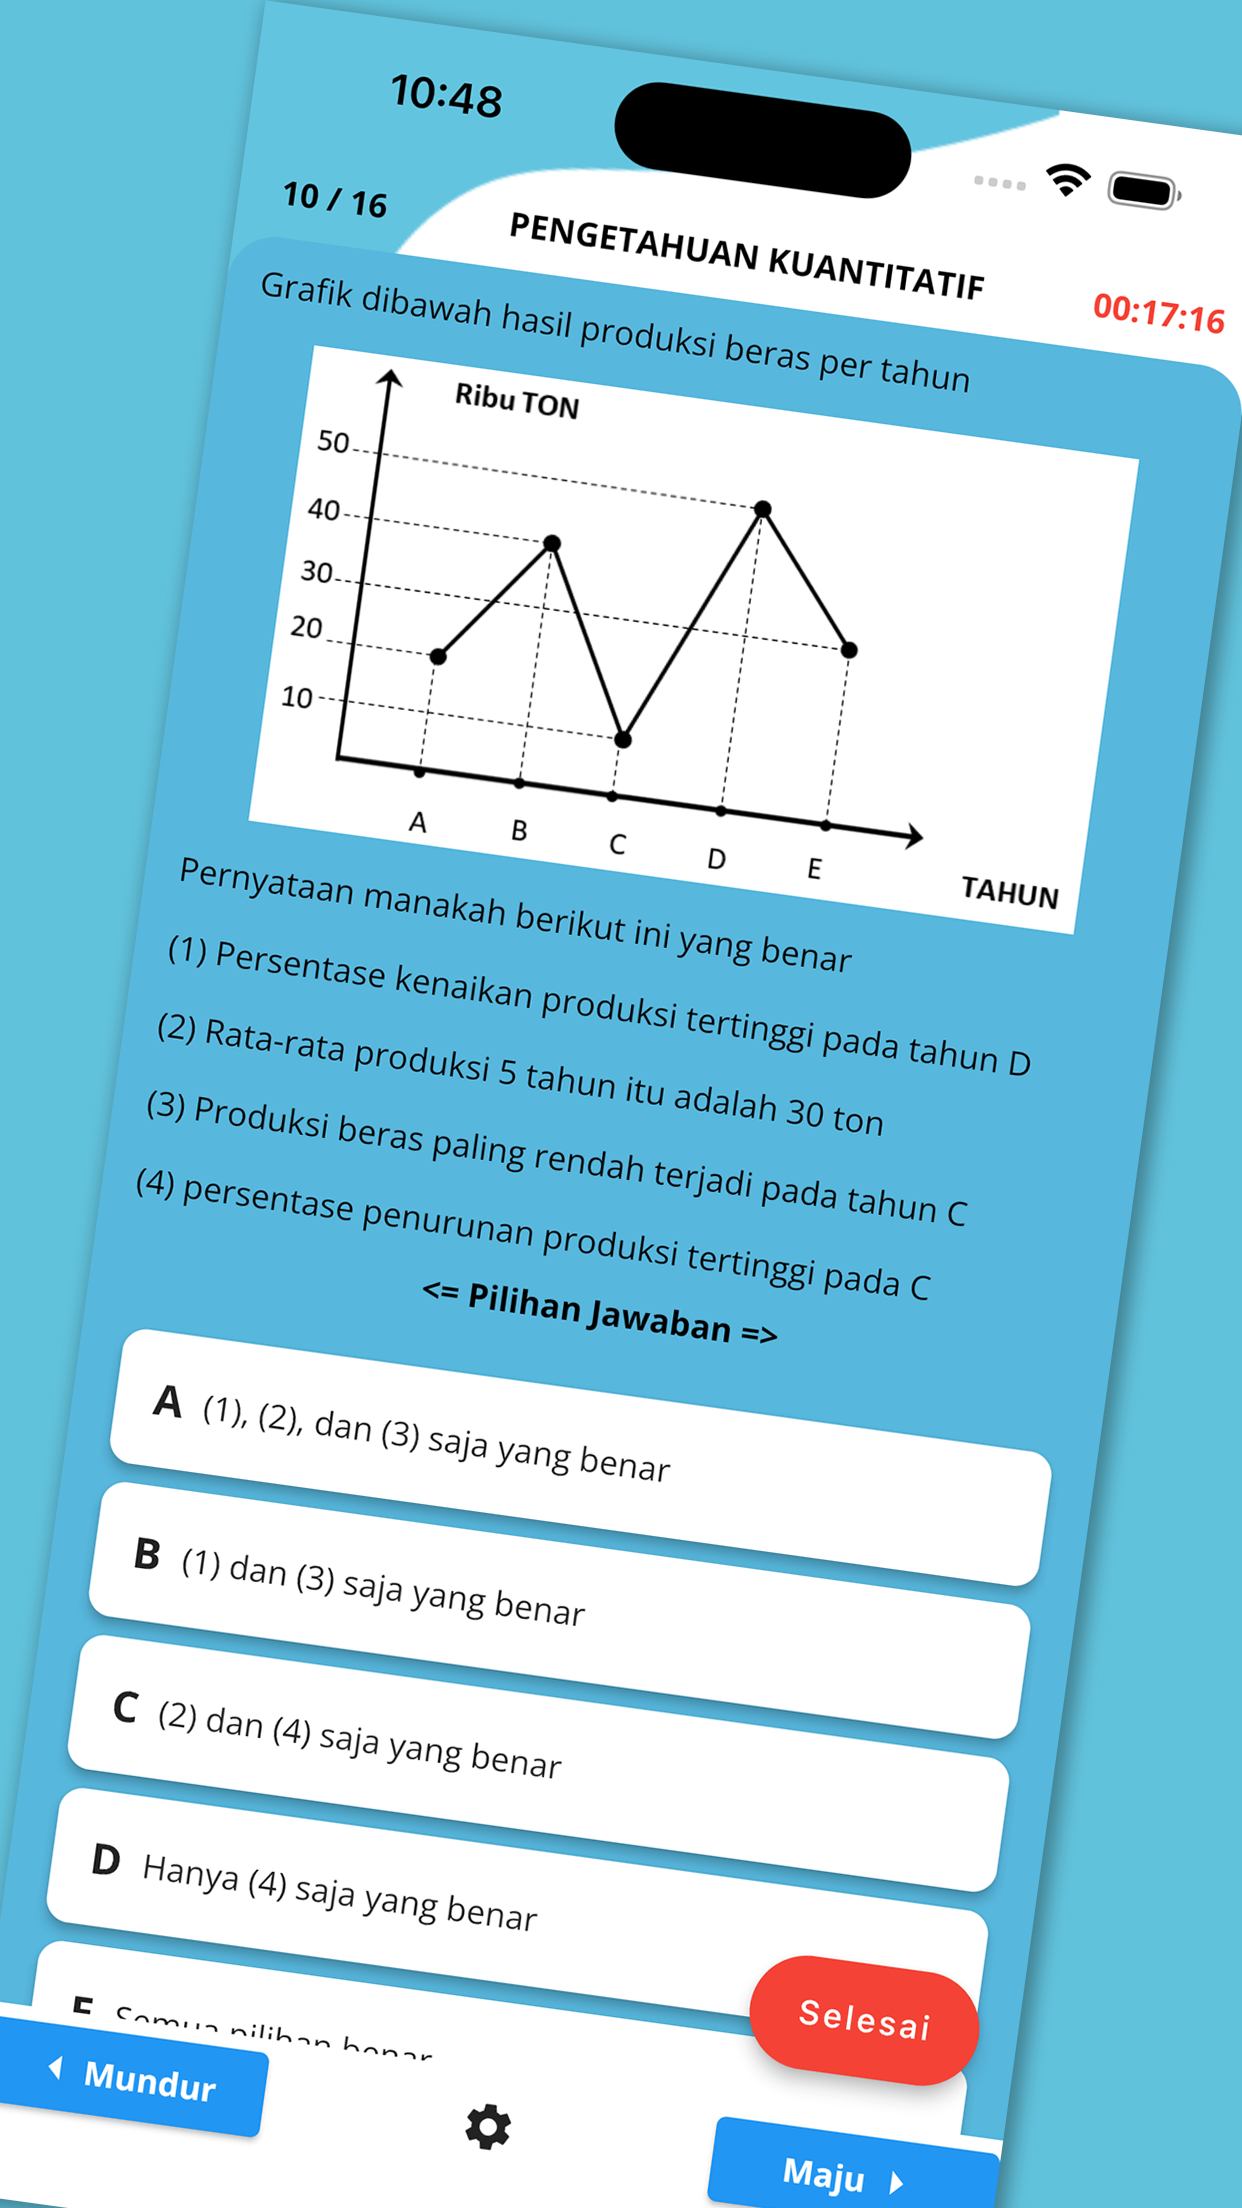 10:48
10 / 16
PENGETAHUAN KUANTITATIF
00:17:16
Grafik dibawah hasil produksi beras per tahun
Ribu TON
50
40
30
20
10
A B C D E
TAHUN
Pernyataan manakah berikut ini yang benar
(1) Persentase kenaikan produksi tertinggi pada tahun D
(2) Rata-rata produksi 5 tahun itu adalah 30 ton
(3) Produksi beras paling rendah terjadi pada tahun C
(4) persentase penurunan produksi tertinggi pada C
<= Pilihan Jawaban =>
A (1), (2), dan (3) saja yang benar
B (1) dan (3) saja yang benar
C (2) dan (4) saja yang benar
D Hanya (4) saja yang benar
E Semua pilihan benar
Selesai
Mundur
Maju